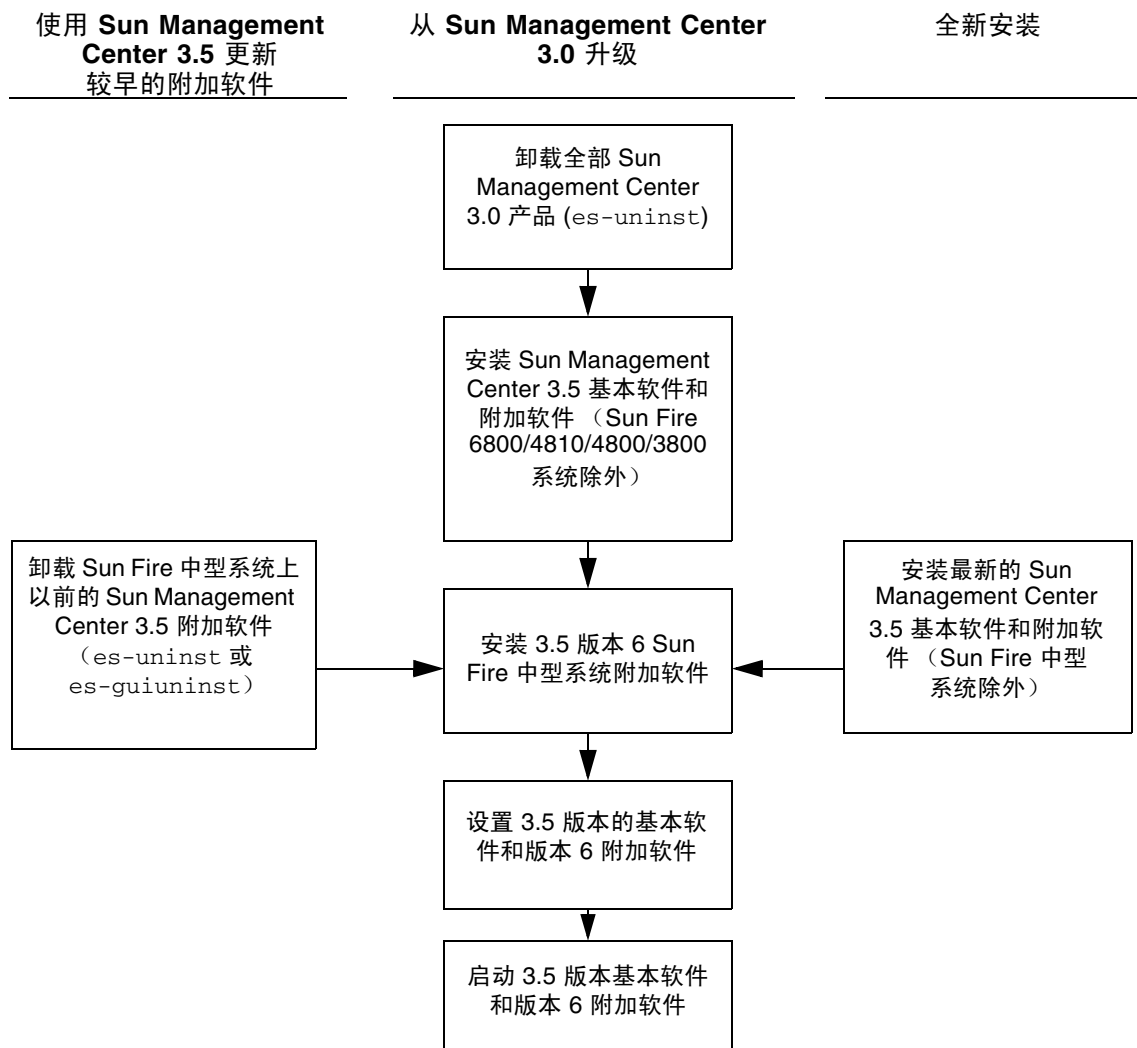 使用 Sun Management
Center 3.5 更新
较早的附加软件
从 Sun Management Center
3.0 升级
全新安装
卸载全部 Sun
Management Center
3.0 产品 (es-uninst)
安装 Sun Management
Center 3.5 基本软件和
附加软件 （Sun Fire
6800/4810/4800/3800
系统除外）
卸载 Sun Fire 中型系统上
以前的 Sun Management
Center 3.5 附加软件
（es-uninst 或
es-guiuninst）
安装 3.5 版本 6 Sun
Fire 中型系统附加软件
安装最新的 Sun
Management Center
3.5 基本软件和附加软
件 （Sun Fire 中型
系统除外）
设置 3.5 版本的基本软
件和版本 6 附加软件
启动 3.5 版本基本软件
和版本 6 附加软件